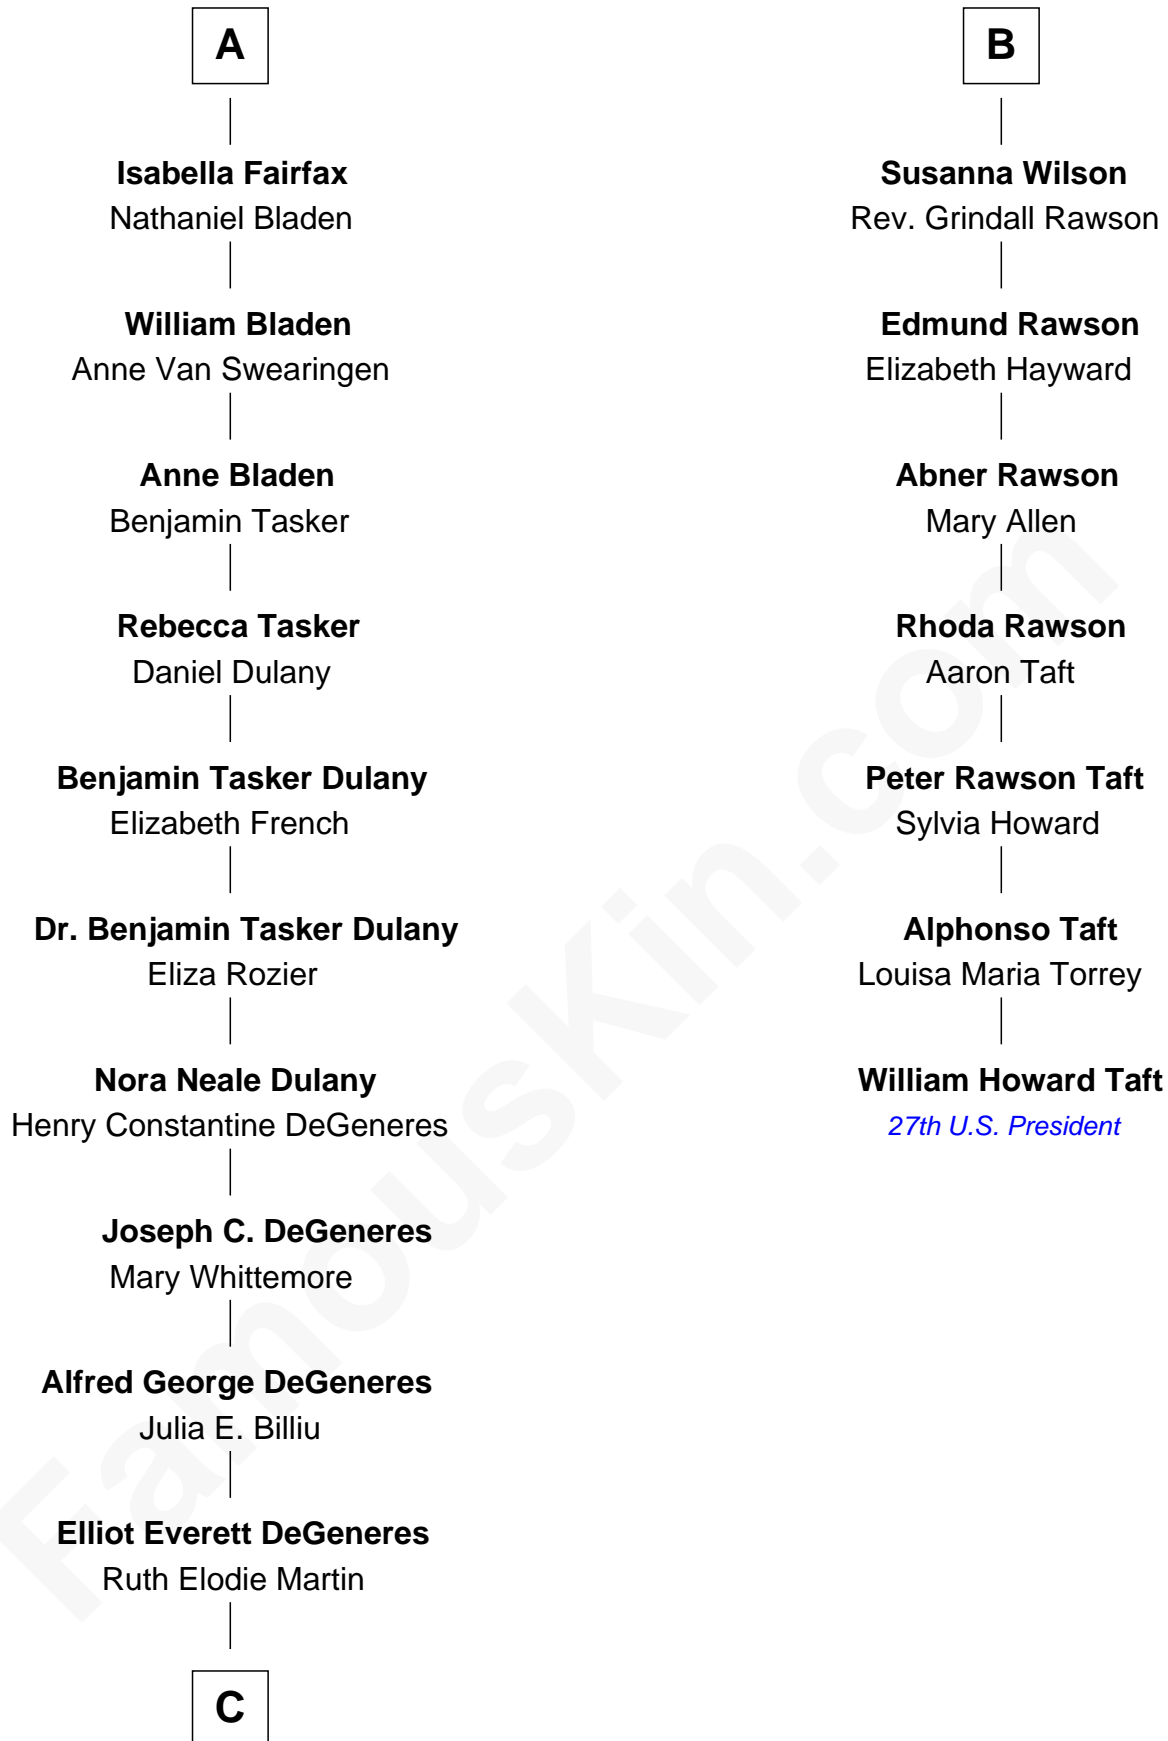 A
Isabella Fairfax
Nathaniel Bladen
William Bladen
Anne Van Swearingen
Anne Bladen
Benjamin Tasker
Rebecca Tasker
Daniel Dulany
Benjamin Tasker Dulany
Elizabeth French
Dr. Benjamin Tasker Dulany
Eliza Rozier
Nora Neale Dulany
Henry Constantine DeGeneres
Joseph C. DeGeneres
Mary Whittemore
Alfred George DeGeneres
Julia E. Billiu
Elliot Everett DeGeneres
Ruth Elodie Martin
C
B
Susanna Wilson
Rev. Grindall Rawson
Edmund Rawson
Elizabeth Hayward
Abner Rawson
Mary Allen
Rhoda Rawson
Aaron Taft
Peter Rawson Taft
Sylvia Howard
Alphonso Taft
Louisa Maria Torrey
William Howard Taft
27th U.S. President
FamousKin.com